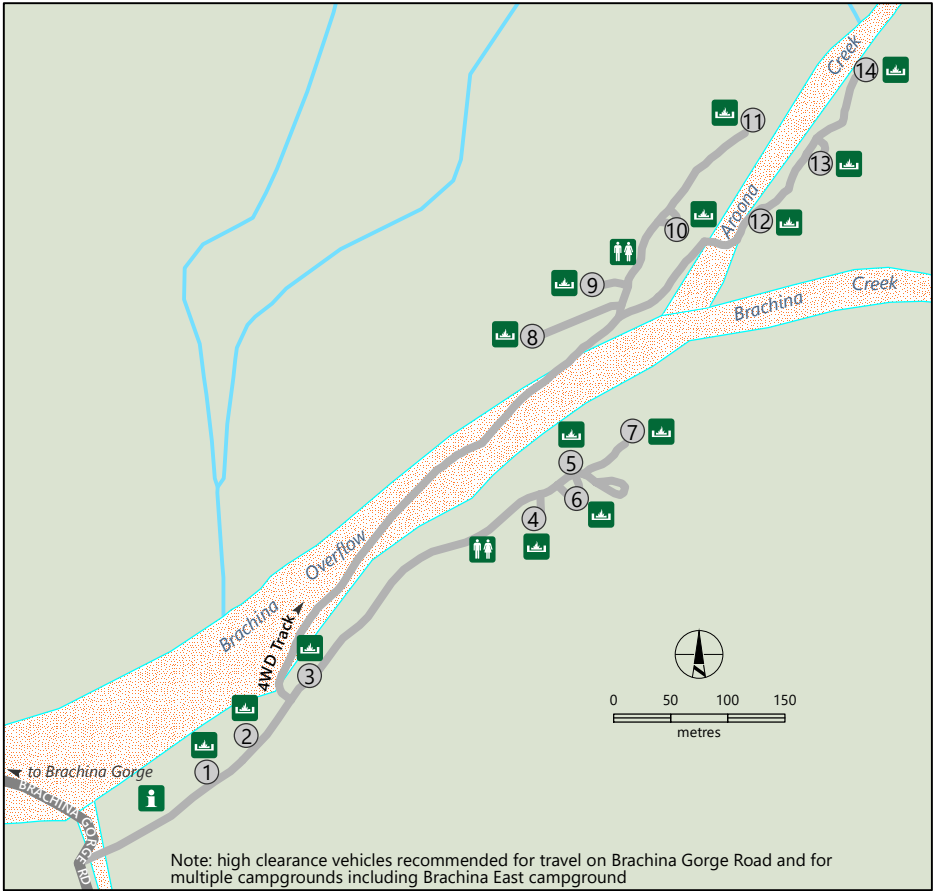 Creek
14
11
13
Aroona
12
10
9
Creek
Brachina
8
7
5
6
4
Overflow
Brachina
4WD Track
3
2
1
0 50 100 150
metres
to Brachina Gorge
BRACHINA GORGE RD
Note: high clearance vehicles recommended for travel on Brachina Gorge Road and for
multiple campgrounds including Brachina East campground